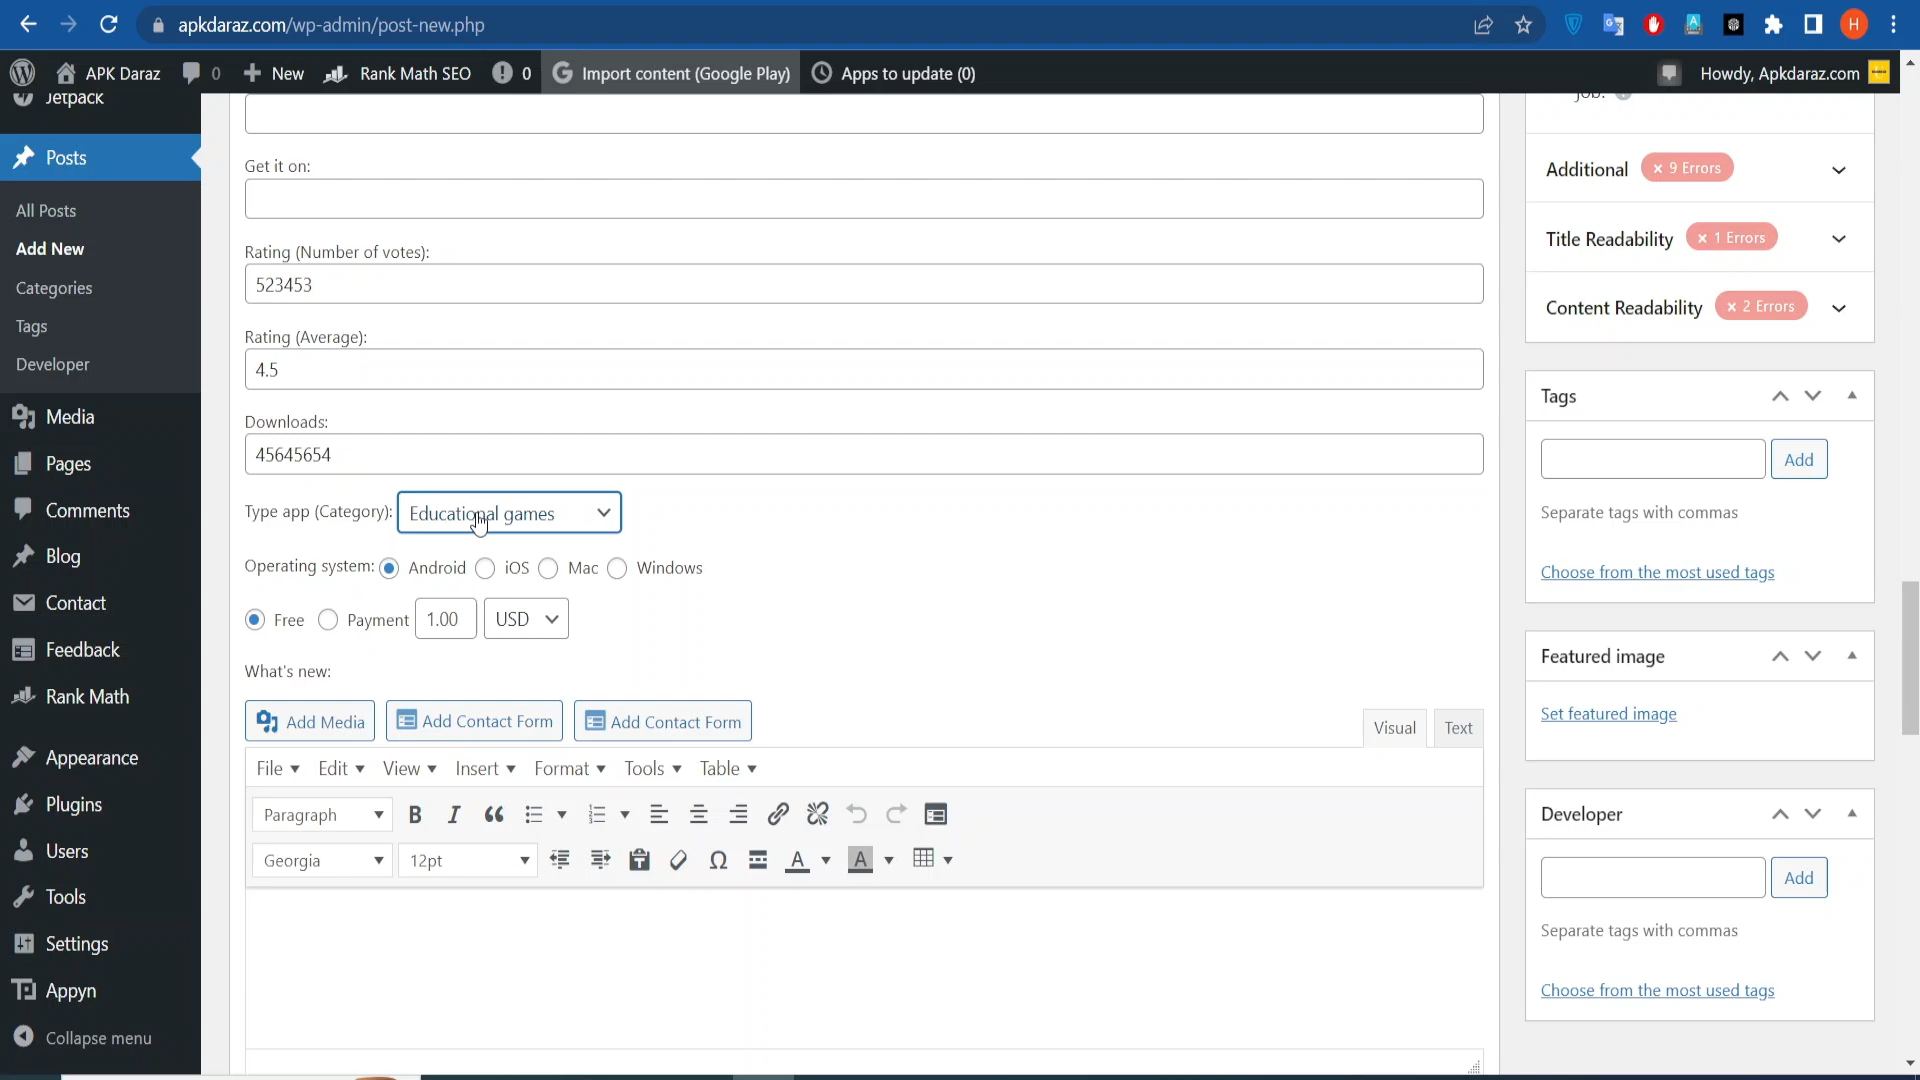 apkdaraz.com/wp-admin/post-new.php
H
APK Daraz
0
New
Rank Math SEO
0
Import content (Google Play)
Apps to update (0)
Howdy, Apkdaraz.com
Jetpack
Posts
All Posts
Add New
Categories
Tags
Developer
Media
Pages
Comments
Blog
Contact
Feedback
Rank Math
Appearance
Plugins
Users
Tools
Settings
Appyn
Collapse menu
Get it on:
Rating (Number of votes):
523453
Rating (Average):
4.5
Downloads:
45645654
Type app (Category): Educational games
Operating system: Android iOS Mac Windows
Free Payment 1.00 USD
What's new:
Add Media Add Contact Form Add Contact Form
Visual Text
File Edit View Insert Format Tools Table
Paragraph B I
Georgia 12pt Ω A A
Additional × 9 Errors
Title Readability × 1 Errors
Content Readability × 2 Errors
Tags
Add
Separate tags with commas
Choose from the most used tags
Featured image
Set featured image
Developer
Add
Separate tags with commas
Choose from the most used tags